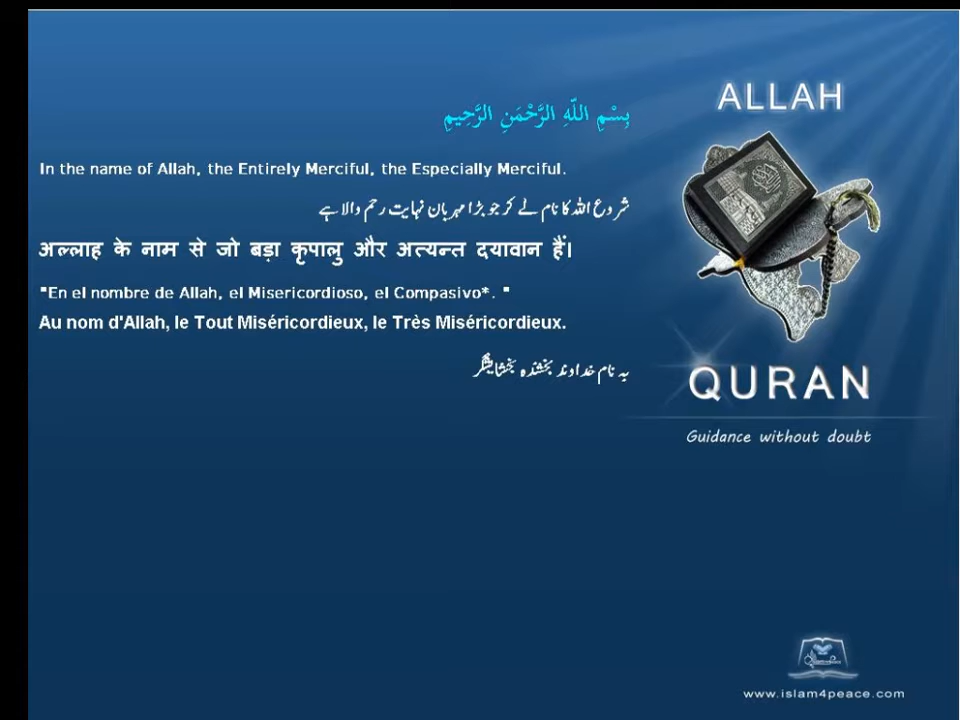 بِسْمِ اللَّهِ الرَّحْمَنِ الرَّحِيمِ
In the name of Allah, the Entirely Merciful, the Especially Merciful.
شروع اللہ کا نام لے کر جو بڑا مہربان نہایت رحم والا ہے
अल्लाह के नाम से जो बड़ा कृपालु और अत्यन्त दयावान हैं।
"En el nombre de Allah, el Misericordioso, el Compasivo*. "
Au nom d'Allah, le Tout Miséricordieux, le Très Miséricordieux.
به نام خداوند بخشنده بخشایشگر
ALLAH
QURAN
Guidance without doubt
www.islam4peace.com